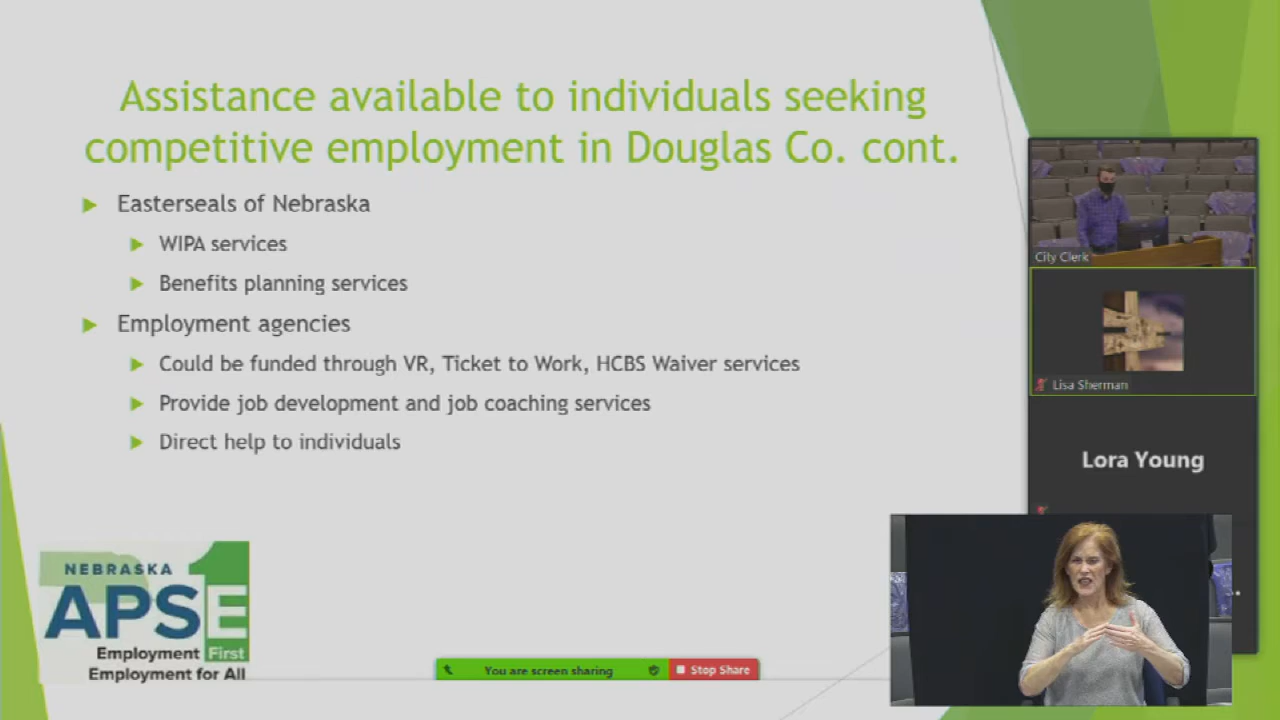 Assistance available to individuals seeking
competitive employment in Douglas Co. cont.
Easterseals of Nebraska
WIPA services
Benefits planning services
Employment agencies
Could be funded through VR, Ticket to Work, HCBS Waiver services
Provide job development and job coaching services
Direct help to individuals
City Clerk
Lisa Sherman
Lora Young
NEBRASKA
APSE
1
Employment First
Employment for All
You are screen sharing
Stop Share